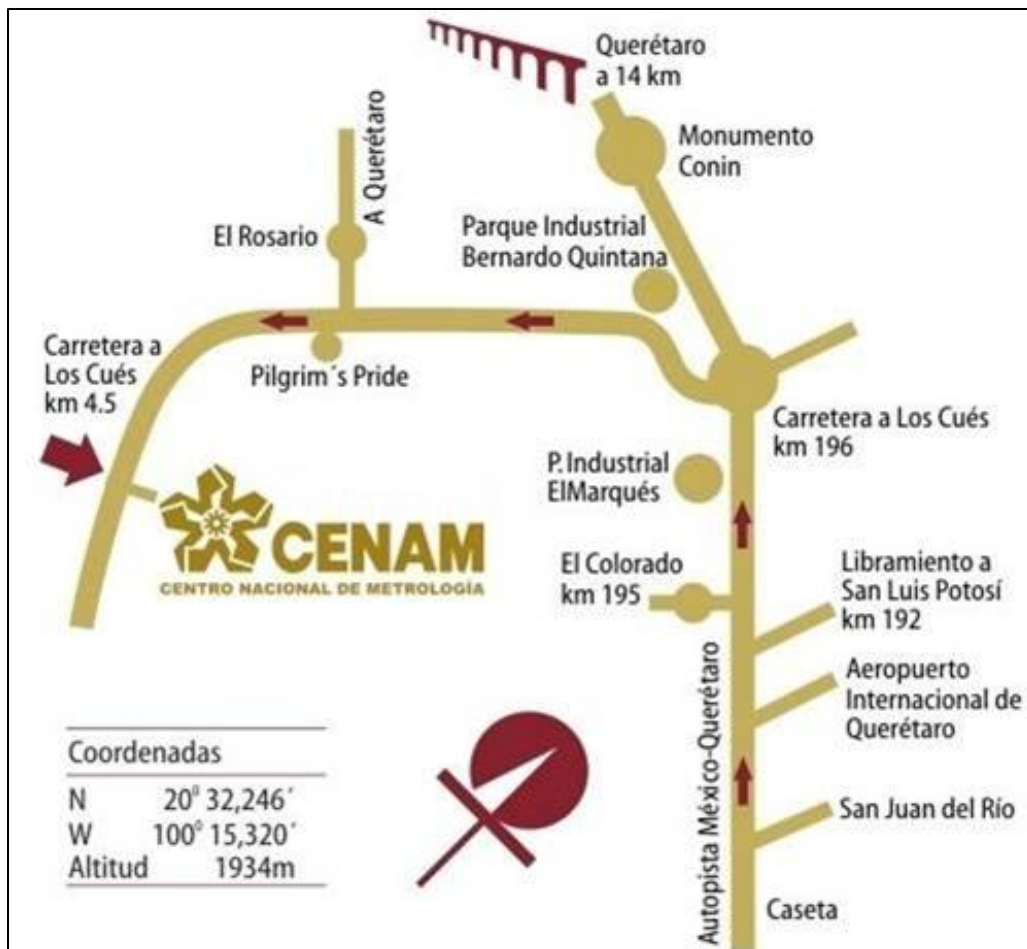 Querétaro
a 14 km
Monumento
Conin
A Querétaro
El Rosario
Parque Industrial
Bernardo Quintana
Carretera a
Los Cués
km 4.5
Pilgrim´s Pride
Carretera a Los Cués
km 196
P. Industrial
ElMarqués
CENAM
CENTRO NACIONAL DE METROLOGÍA
El Colorado
km 195
Libramiento a
San Luis Potosí
km 192
Aeropuerto
Internacional de
Querétaro
Autopista México-Querétaro
San Juan del Río
Caseta
Coordenadas
N 20⁰ 32,246´
W 100⁰ 15,320´
Altitud 1934m